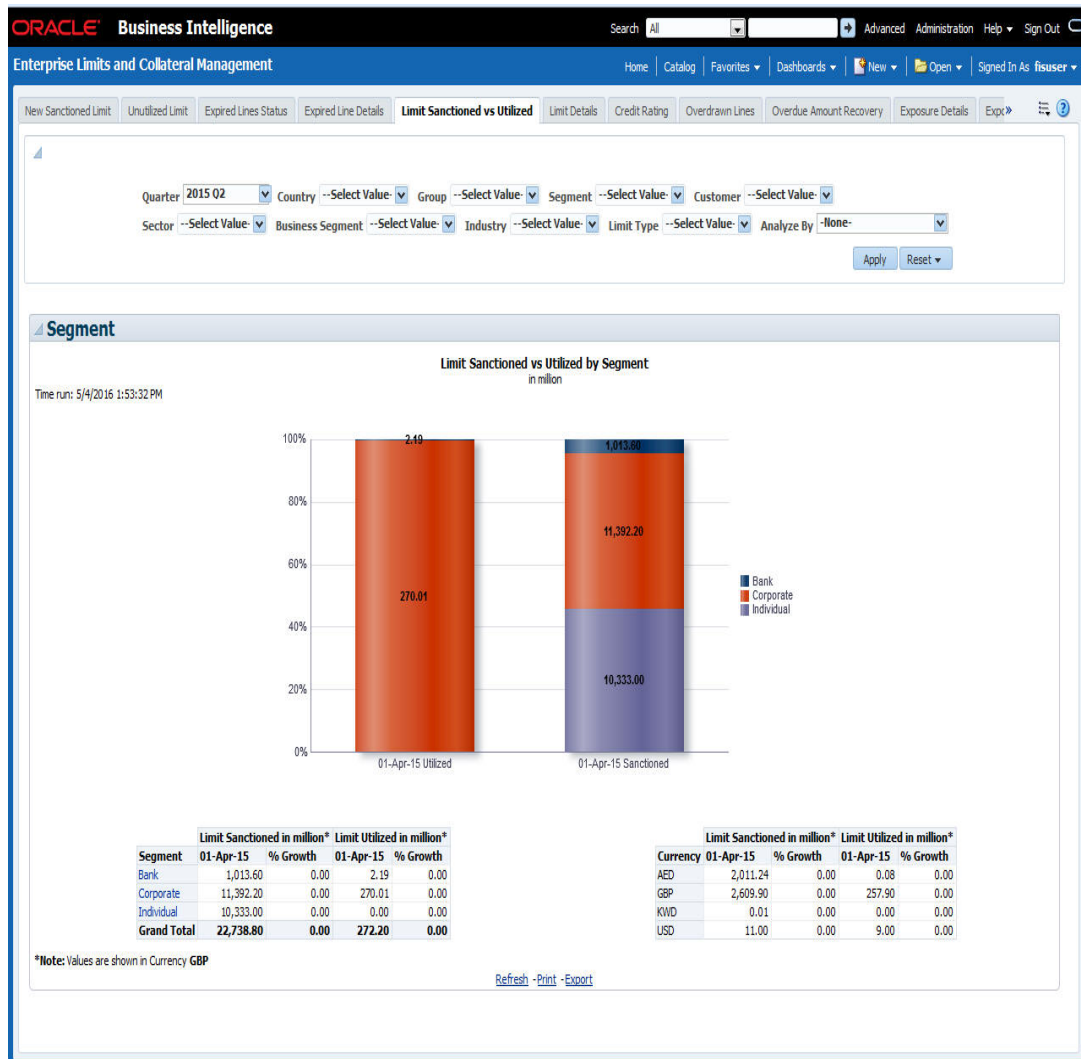 ORACLE Business Intelligence
Search All Advanced Administration Help Sign Out
Enterprise Limits and Collateral Management
Home Catalog Favorites Dashboards New Open Signed In As fisuser
New Sanctioned Limit Unutilized Limit Expired Lines Status Expired Line Details Limit Sanctioned vs Utilized Limit Details Credit Rating Overdrawn Lines Overdue Amount Recovery Exposure Details »
Quarter 2015 Q2 Country --Select Value- Group --Select Value- Segment --Select Value- Customer --Select Value-
Sector --Select Value- Business Segment --Select Value- Industry --Select Value- Limit Type --Select Value- Analyze By -None-
Apply Reset
Segment
Limit Sanctioned vs Utilized by Segment
in million
Time run: 5/4/2016 1:53:32 PM
100%
80%
60%
40%
20%
0%
2.19
270.01
1,013.60
11,392.20
10,333.00
01-Apr-15 Utilized
01-Apr-15 Sanctioned
Bank
Corporate
Individual
Limit Sanctioned in million* Limit Utilized in million*
Segment 01-Apr-15 % Growth 01-Apr-15 % Growth
Bank 1,013.60 0.00 2.19 0.00
Corporate 11,392.20 0.00 270.01 0.00
Individual 10,333.00 0.00 0.00 0.00
Grand Total 22,738.80 0.00 272.20 0.00
Limit Sanctioned in million* Limit Utilized in million*
Currency 01-Apr-15 % Growth 01-Apr-15 % Growth
AED 2,011.24 0.00 0.08 0.00
GBP 2,609.90 0.00 257.90 0.00
KWD 0.01 0.00 0.00 0.00
USD 11.00 0.00 9.00 0.00
*Note: Values are shown in Currency GBP
Refresh -Print -Export